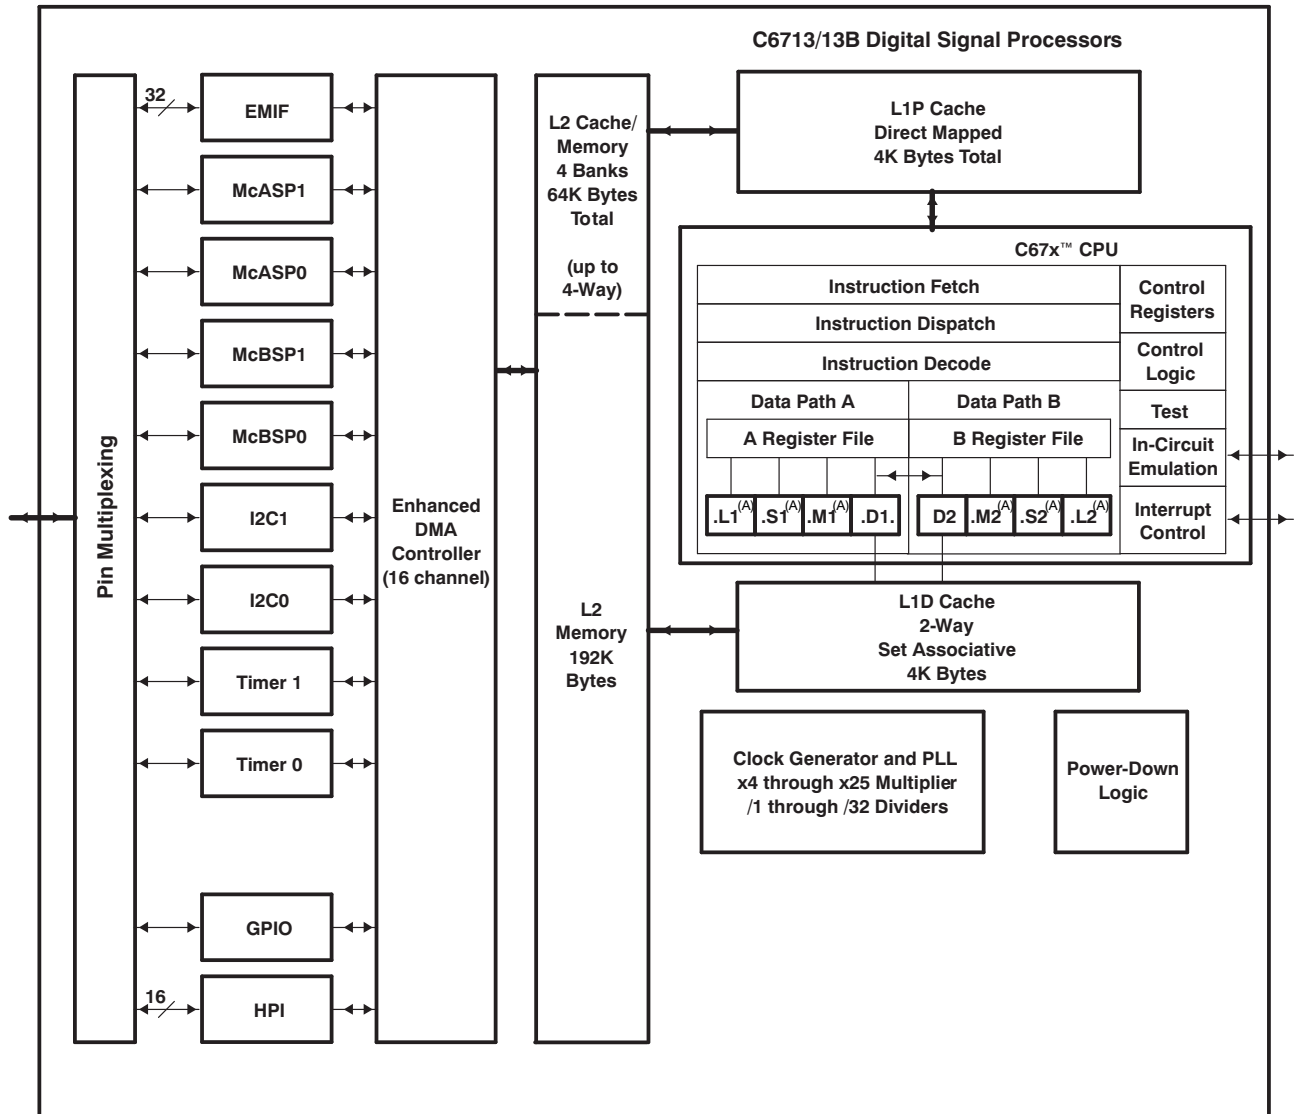 C6713/13B Digital Signal Processors
Pin Multiplexing
32
EMIF
McASP1
McASP0
McBSP1
McBSP0
I2C1
I2C0
Timer 1
Timer 0
GPIO
16
HPI
Enhanced
DMA
Controller
(16 channel)
L2 Cache/
Memory
4 Banks
64K Bytes
Total
(up to
4-Way)
L2
Memory
192K
Bytes
L1P Cache
Direct Mapped
4K Bytes Total
C67x™ CPU
Instruction Fetch
Instruction Dispatch
Instruction Decode
Data Path A
Data Path B
A Register File
B Register File
.L1(A)
.S1(A)
.M1(A)
.D1.
D2
.M2(A)
.S2(A)
.L2(A)
Control
Registers
Control
Logic
Test
In-Circuit
Emulation
Interrupt
Control
L1D Cache
2-Way
Set Associative
4K Bytes
Clock Generator and PLL
x4 through x25 Multiplier
/1 through /32 Dividers
Power-Down
Logic